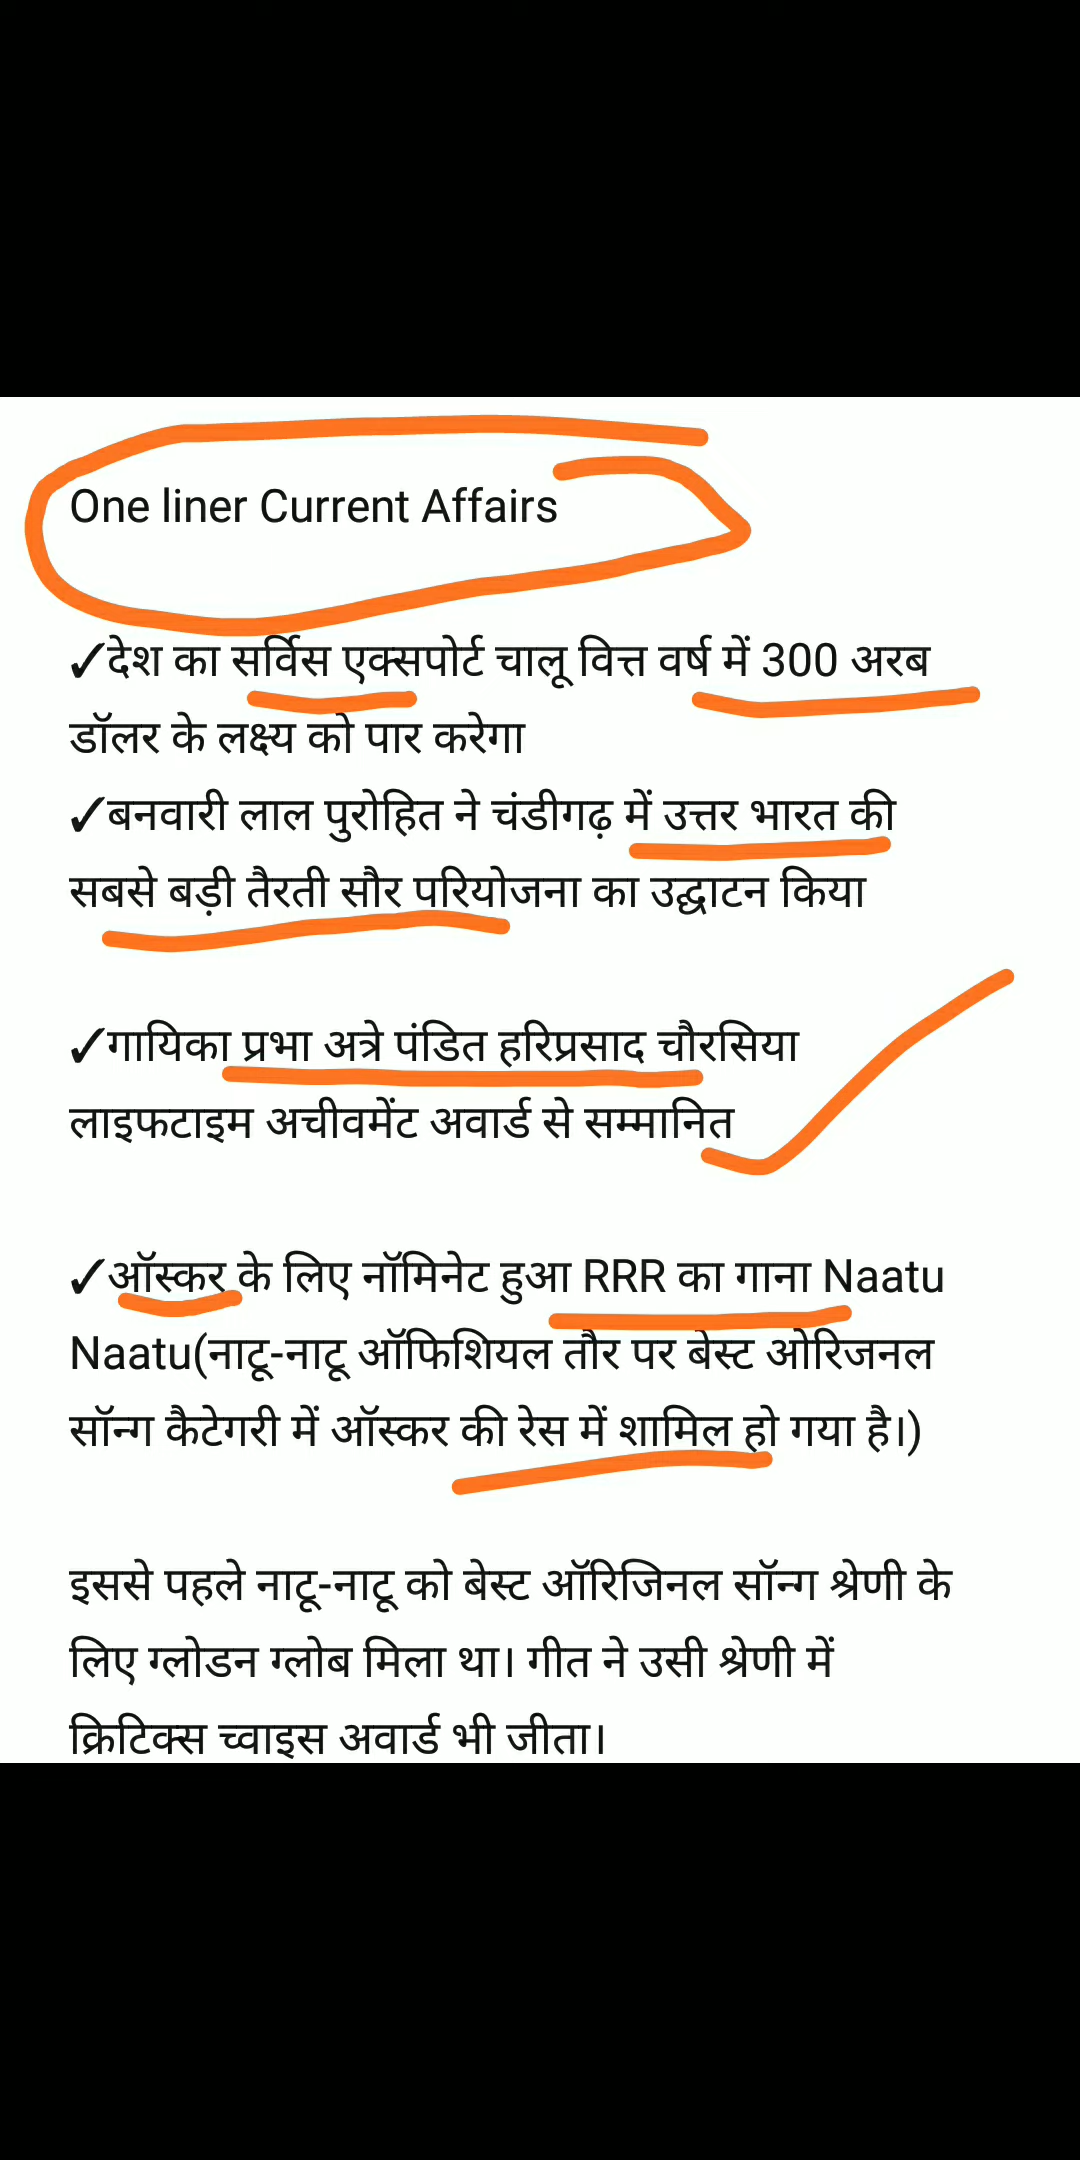 One liner Current Affairs
✓देश का सर्विस एक्सपोर्ट चालू वित्त वर्ष में 300 अरब
डॉलर के लक्ष्य को पार करेगा
✓बनवारी लाल पुरोहित ने चंडीगढ़ में उत्तर भारत की
सबसे बड़ी तैरती सौर परियोजना का उद्घाटन किया
✓गायिका प्रभा अत्रे पंडित हरिप्रसाद चौरसिया
लाइफटाइम अचीवमेंट अवार्ड से सम्मानित
✓ऑस्कर के लिए नॉमिनेट हुआ RRR का गाना Naatu
Naatu(नाटू-नाटू ऑफिशियल तौर पर बेस्ट ओरिजनल
सॉन्ग कैटेगरी में ऑस्कर की रेस में शामिल हो गया है।)
इससे पहले नाटू-नाटू को बेस्ट ऑरिजिनल सॉन्ग श्रेणी के
लिए ग्लोडन ग्लोब मिला था। गीत ने उसी श्रेणी में
क्रिटिक्स च्वाइस अवार्ड भी जीता।